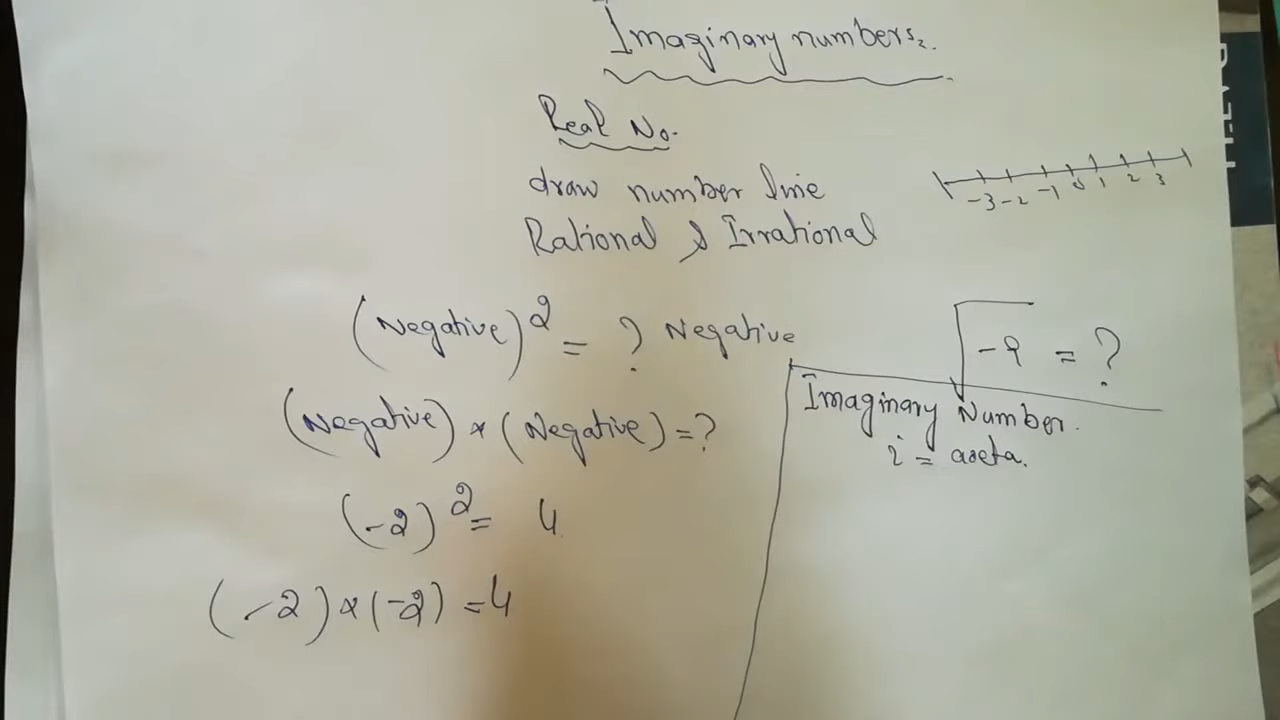 Imaginary numbers.
Real No.
draw number line
-3 -2 -1 0 1 2 3
Rational & Irrational
(Negative)² = ? Negative
√-9 = ?
(Negative) × (Negative) = ?
(-2)² = 4
(-2) × (-2) = 4
Imaginary Number.
i =